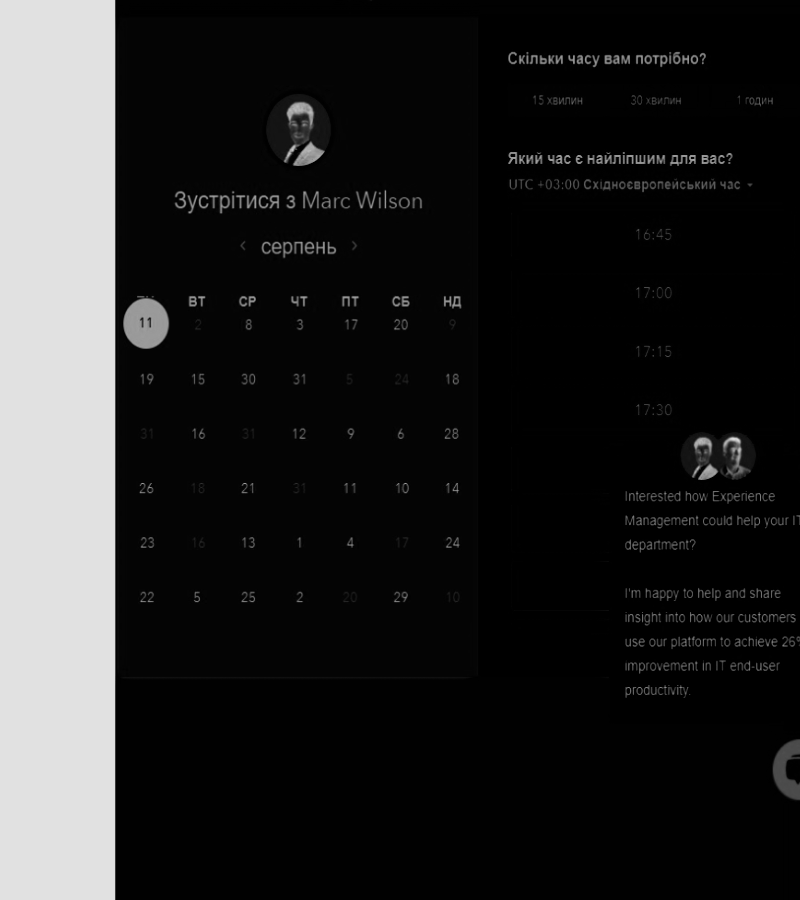 Зустрітися з Marc Wilson
серпень
ВТ СР ЧТ ПТ СБ НД
11 2 8 3 17 20 9
19 15 30 31 5 24 18
31 16 31 12 9 6 28
26 18 21 31 11 10 14
23 16 13 1 4 17 24
22 5 25 2 20 29 10
Скільки часу вам потрібно?
15 хвилин 30 хвилин 1 годин
Який час є найліпшим для вас?
UTC +03:00 Східноєвропейський час
16:45
17:00
17:15
17:30
Interested how Experience
Management could help your IT
department?
I'm happy to help and share
insight into how our customers
use our platform to achieve 26%
improvement in IT end-user
productivity.